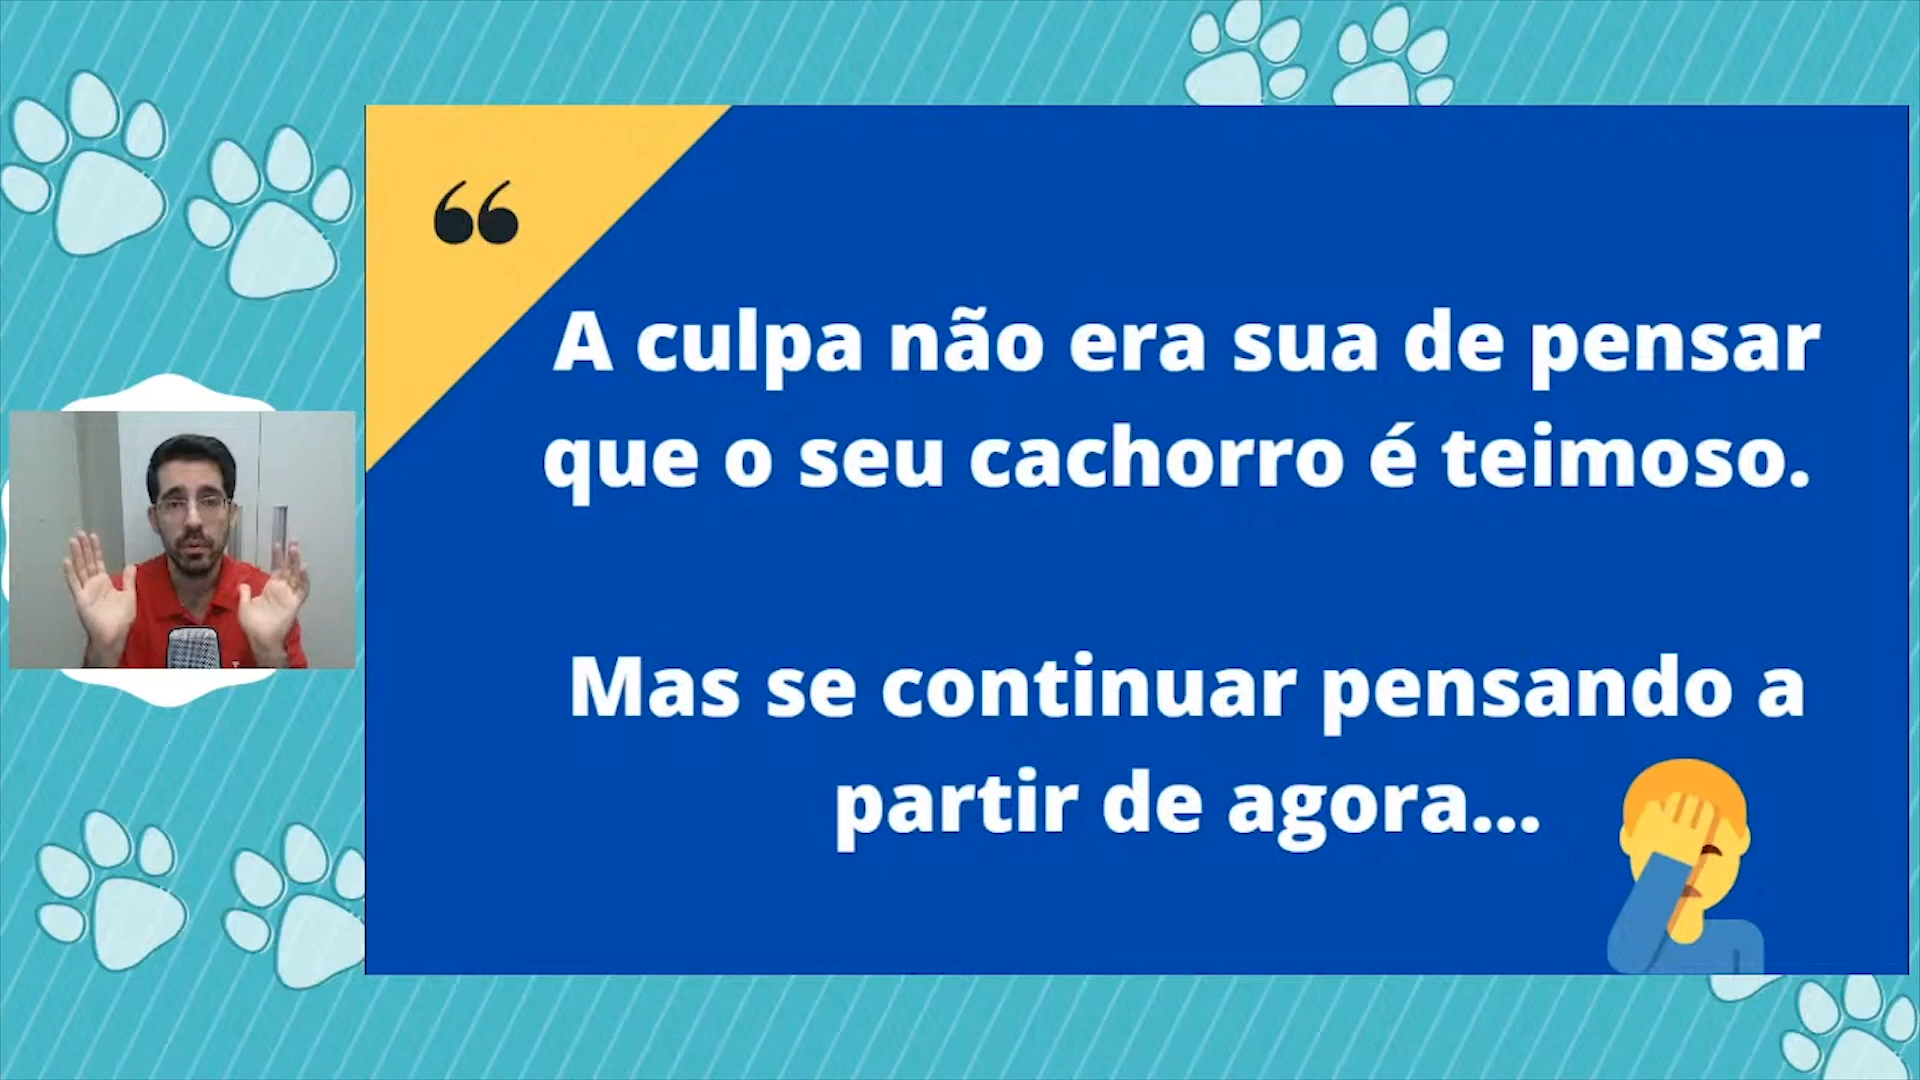 ❝
A culpa não era sua de pensar
que o seu cachorro é teimoso.
Mas se continuar pensando a
partir de agora...